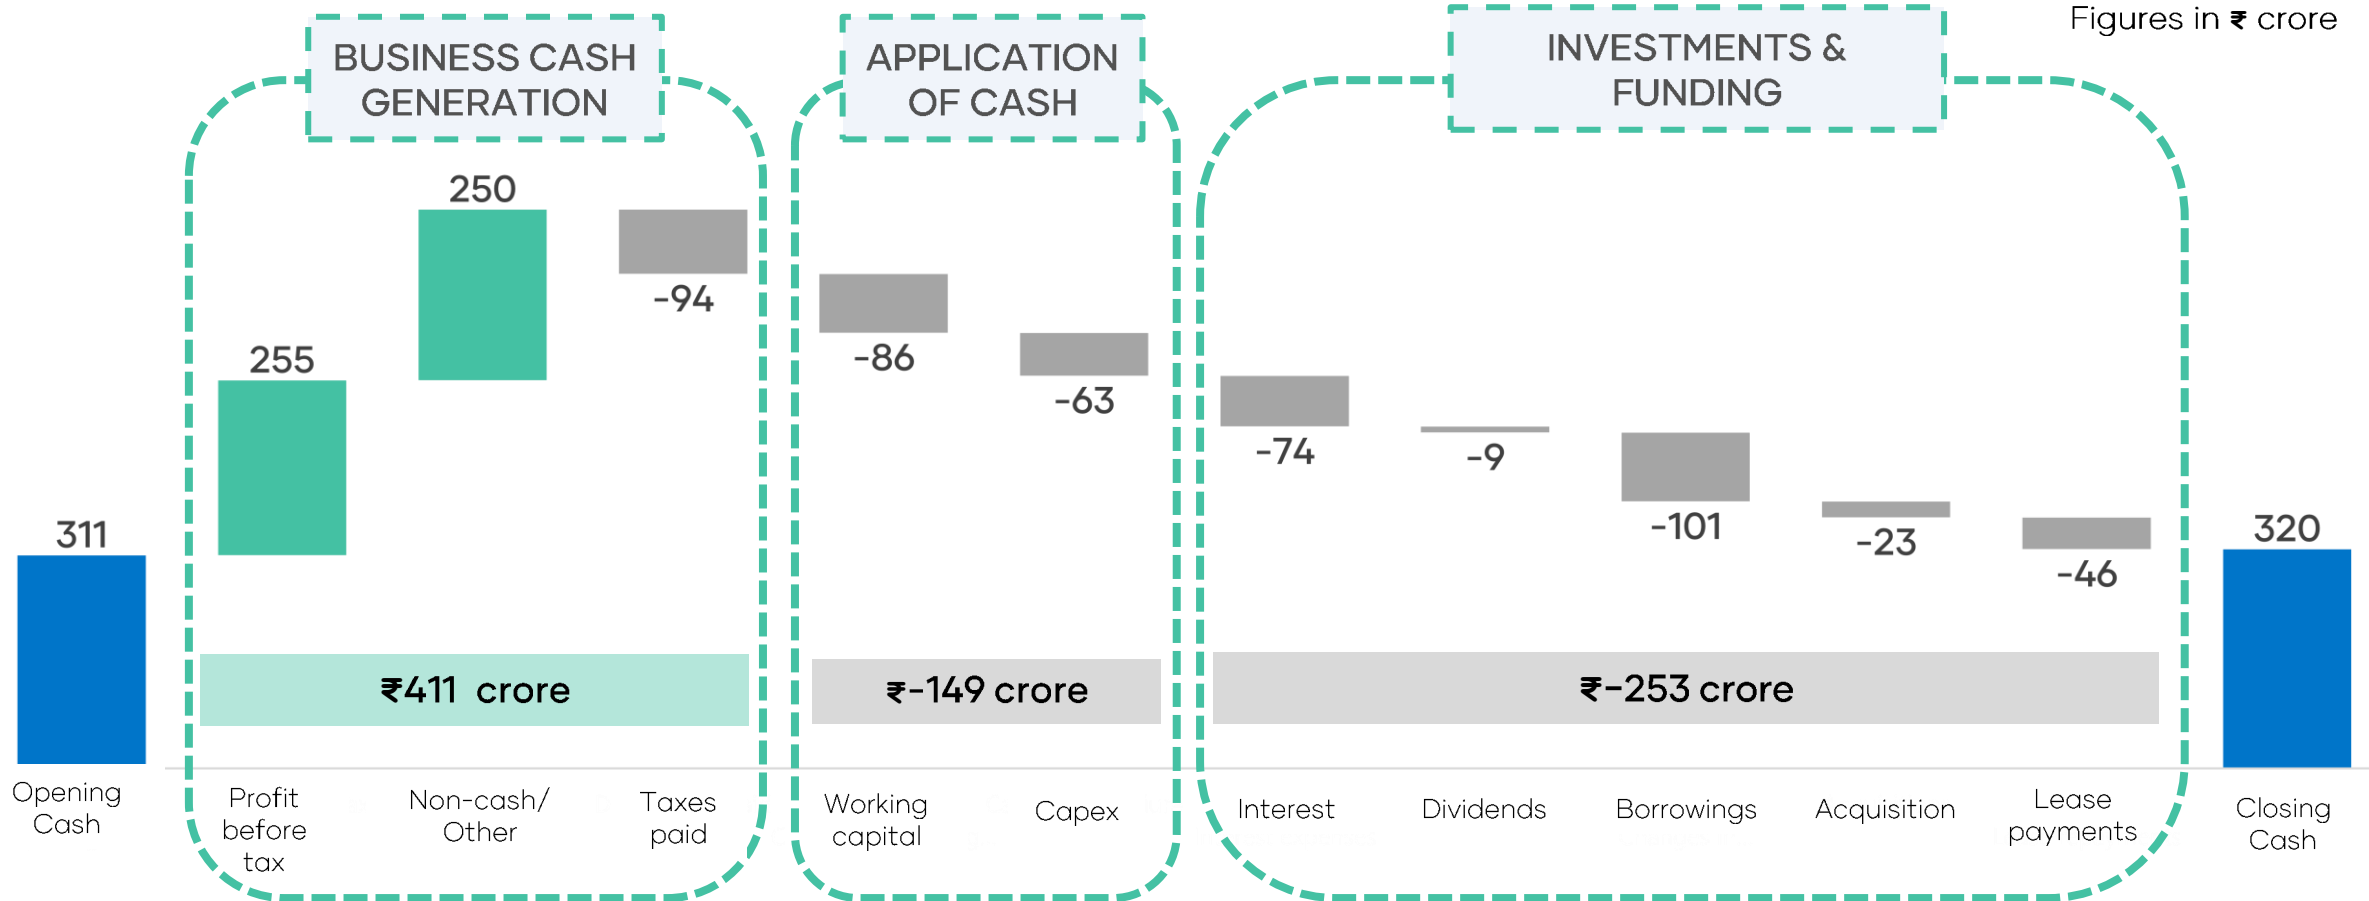 Figures in ₹ crore
BUSINESS CASH
GENERATION
APPLICATION
OF CASH
INVESTMENTS &
FUNDING
311
255
250
-94
-86
-63
-74
-9
-101
-23
-46
320
₹411 crore
₹-149 crore
₹-253 crore
Opening
Cash
Profit
before
tax
Non-cash/
Other
Taxes
paid
Working
capital
Capex
Interest
Dividends
Borrowings
Acquisition
Lease
payments
Closing
Cash